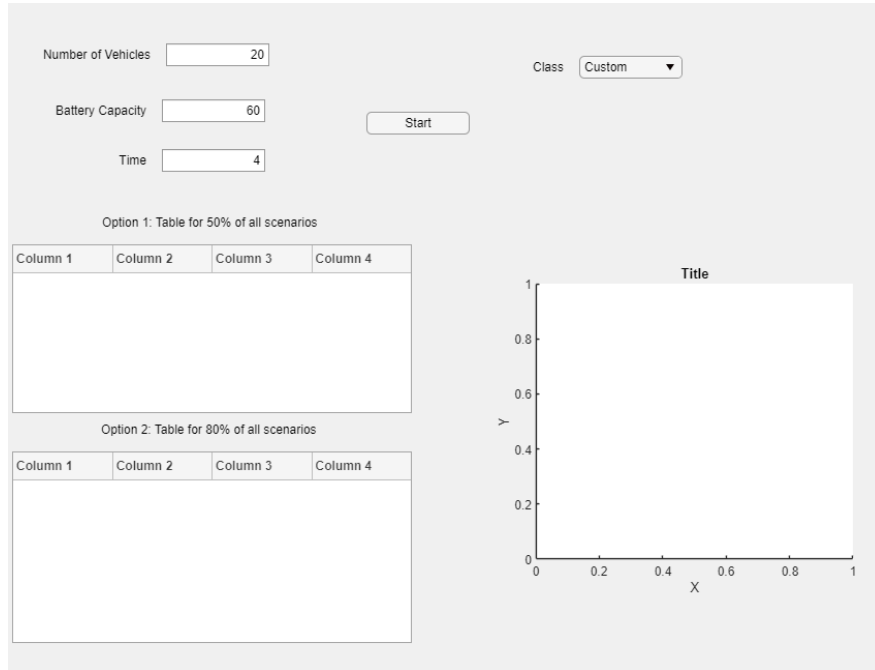 Number of Vehicles 20
Class Custom
Battery Capacity 60
Start
Time 4
Option 1: Table for 50% of all scenarios
Column 1 Column 2 Column 3 Column 4
Option 2: Table for 80% of all scenarios
Column 1 Column 2 Column 3 Column 4
Title
1
0.8
0.6
Y
0.4
0.2
0
0 0.2 0.4 0.6 0.8 1
X